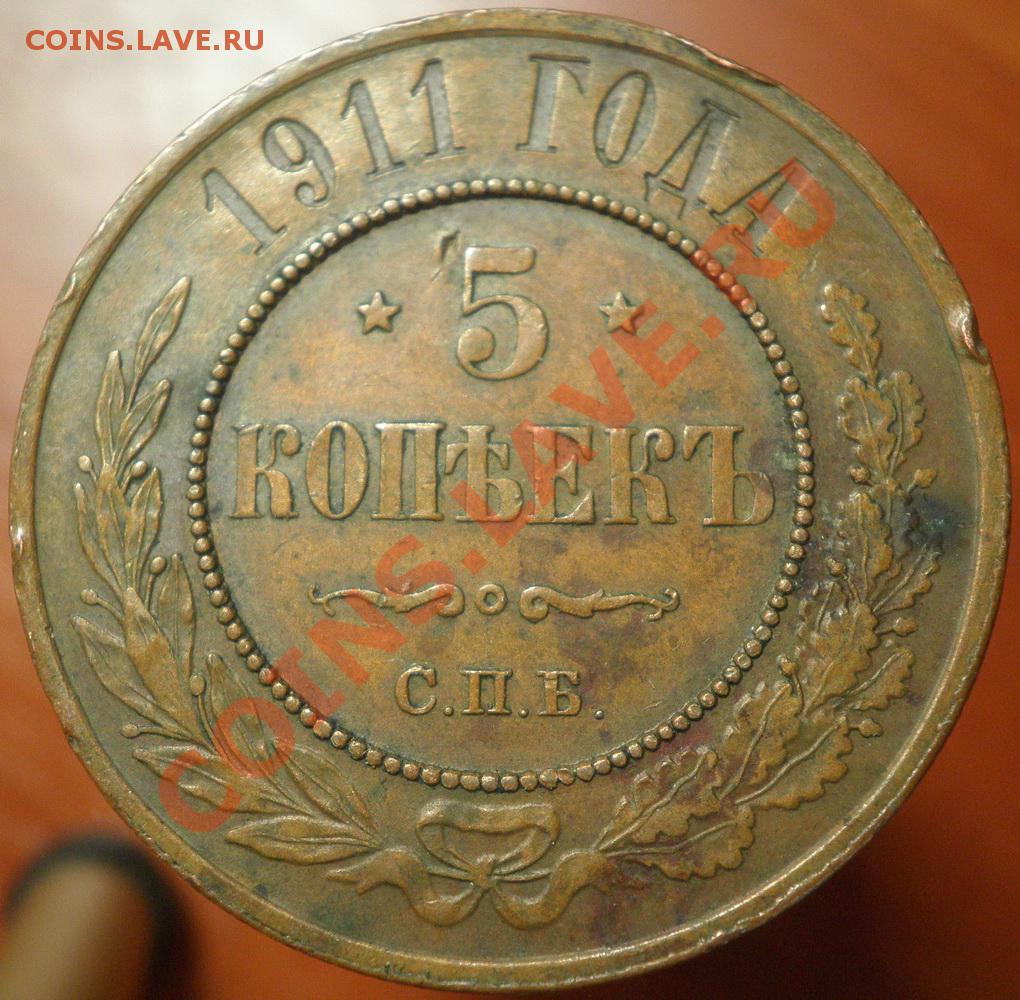 COINS.LAVE.RU
1911 ГОДА
5
КОПѢЕКЪ
С.П.Б.
COINS.LAVE.RU